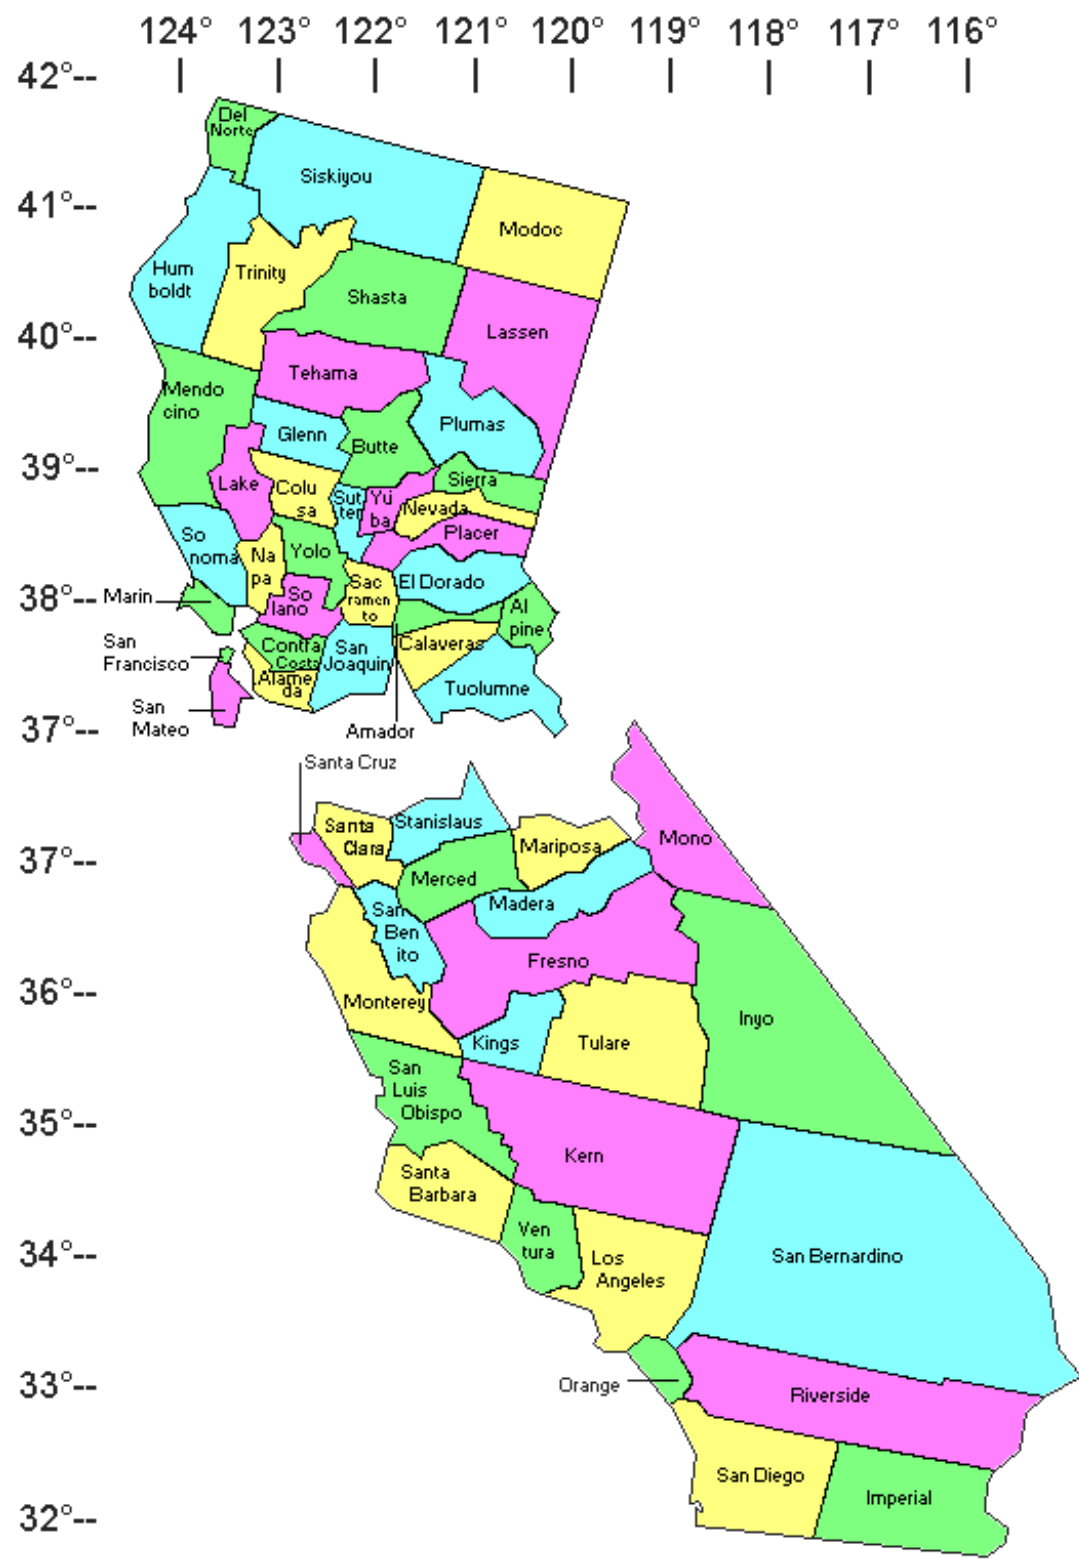 124° 123° 122° 121° 120° 119° 118° 117° 116°
42°--
Del
Norte
Siskiyou
41°--
Modoc
Hum
boldt
Trinity
Shasta
Lassen
40°--
Tehama
Mendo
cino
Plumas
Glenn
Butte
39°--
Lake
Colu
sa
Sut
ter
Yu
ba
Sierra
Nevada
Placer
So
noma
Na
pa
Yolo
El Dorado
38°--
Marin
So
lano
Sac
ramen
to
Al
pine
San
Francisco
Contra
Costa
San
Joaquin
Calaveras
Alame
da
Tuolumne
San
Mateo
37°--
Amador
Santa Cruz
Santa
Clara
Stanislaus
Mariposa
Mono
37°--
Merced
Madera
San
Ben
ito
Fresno
36°--
Monterey
Inyo
Kings
Tulare
San
Luis
Obispo
35°--
Kern
Santa
Barbara
34°--
Ven
tura
Los
Angeles
San Bernardino
33°--
Orange
Riverside
San Diego
Imperial
32°--